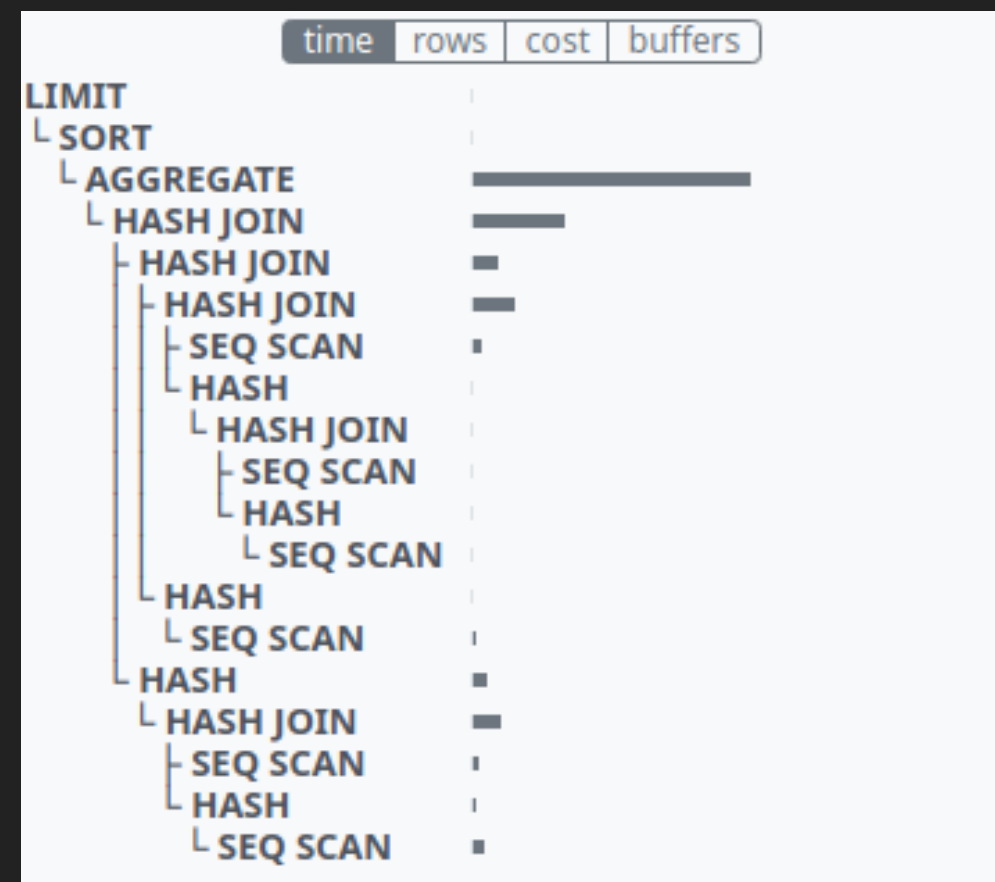 time rows cost buffers
LIMIT
└ SORT
└ AGGREGATE
└ HASH JOIN
├ HASH JOIN
├ HASH JOIN
├ SEQ SCAN
└ HASH
└ HASH JOIN
├ SEQ SCAN
└ HASH
└ SEQ SCAN
└ HASH
└ SEQ SCAN
└ HASH
└ HASH JOIN
├ SEQ SCAN
└ HASH
└ SEQ SCAN